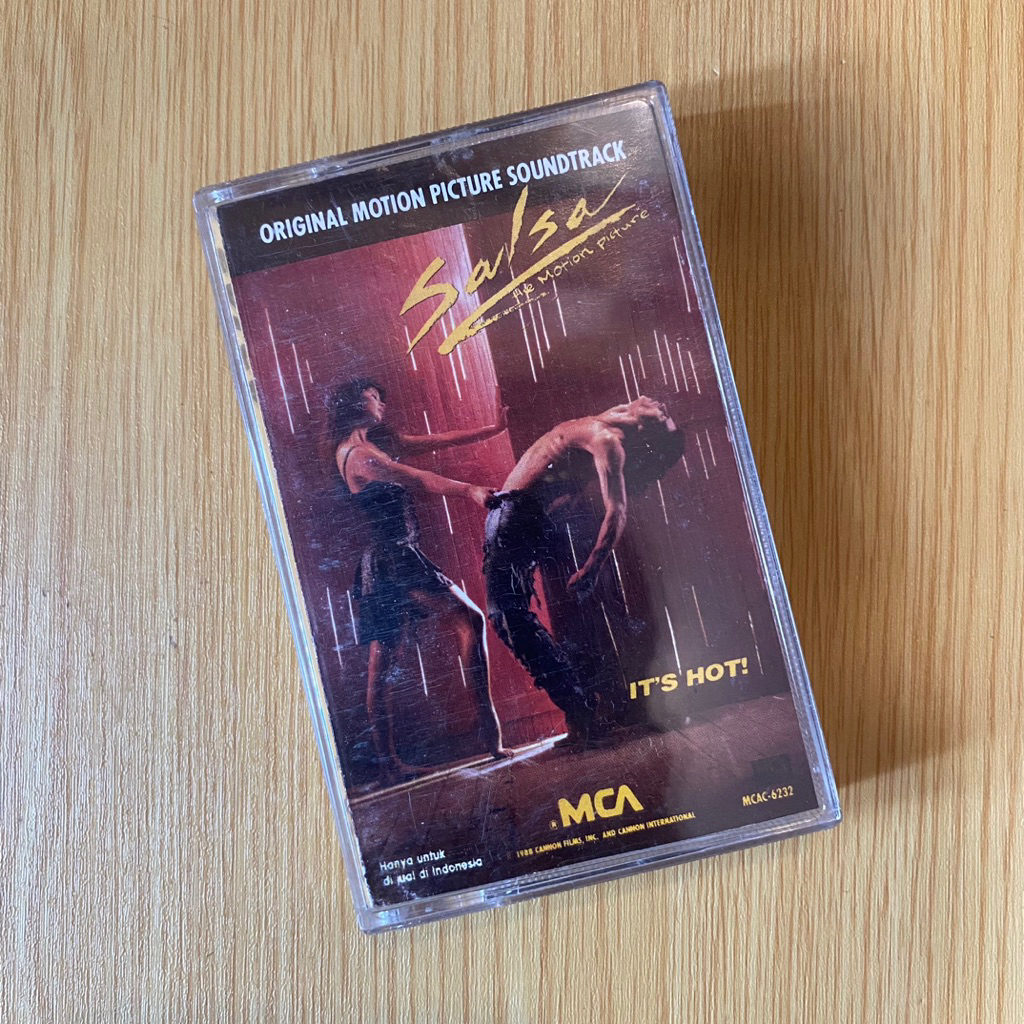 ORIGINAL MOTION PICTURE SOUNDTRACK
Salsa
the Motion Picture
IT'S HOT!
® MCA
MCAC-6232
1988 CANNON FILMS, INC. AND CANNON INTERNATIONAL
Hanya untuk
di jual di Indonesia